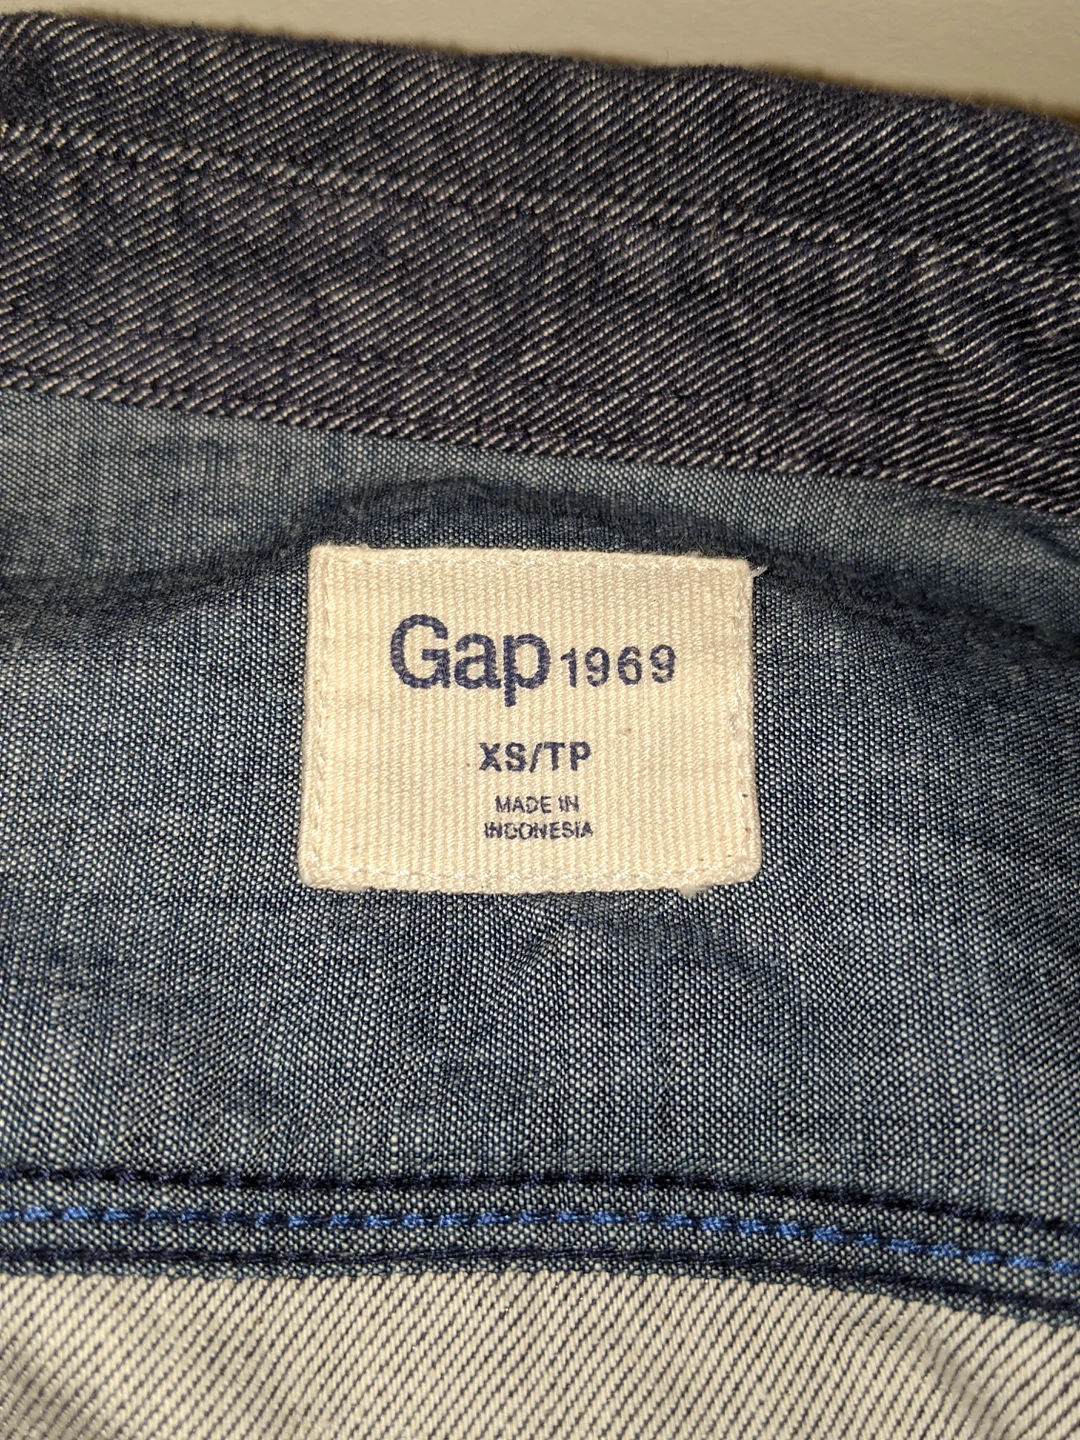 Gap 1969
XS/TP
MADE IN
INDONESIA